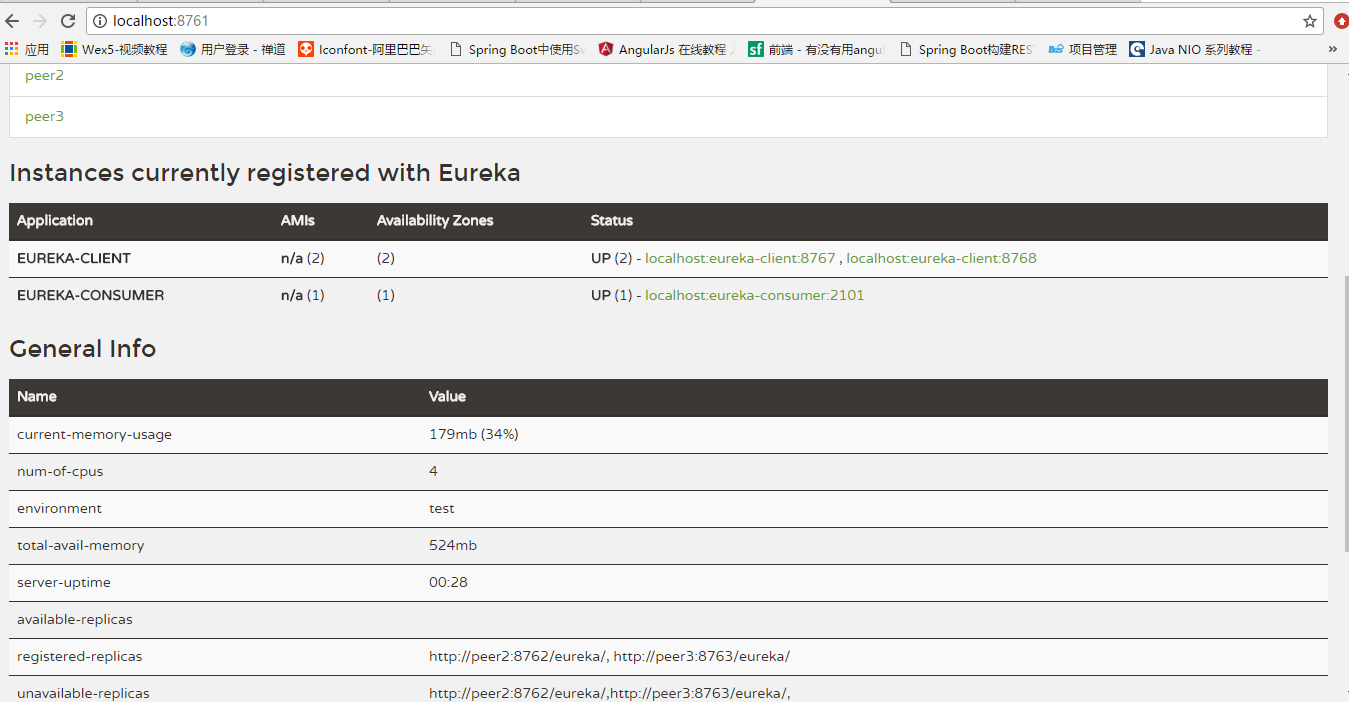 localhost:8761
应用 Wex5-视频教程 用户登录 - 禅道 Iconfont-阿里巴巴矢 Spring Boot中使用Sw AngularJs 在线教程 前端 - 有没有用angul Spring Boot构建RES 项目管理 Java NIO 系列教程 - »
peer2
peer3
Instances currently registered with Eureka
Application AMIs Availability Zones Status
EUREKA-CLIENT n/a (2) (2) UP (2) - localhost:eureka-client:8767 , localhost:eureka-client:8768
EUREKA-CONSUMER n/a (1) (1) UP (1) - localhost:eureka-consumer:2101
General Info
Name Value
current-memory-usage 179mb (34%)
num-of-cpus 4
environment test
total-avail-memory 524mb
server-uptime 00:28
available-replicas
registered-replicas http://peer2:8762/eureka/, http://peer3:8763/eureka/
unavailable-replicas http://peer2:8762/eureka/,http://peer3:8763/eureka/,